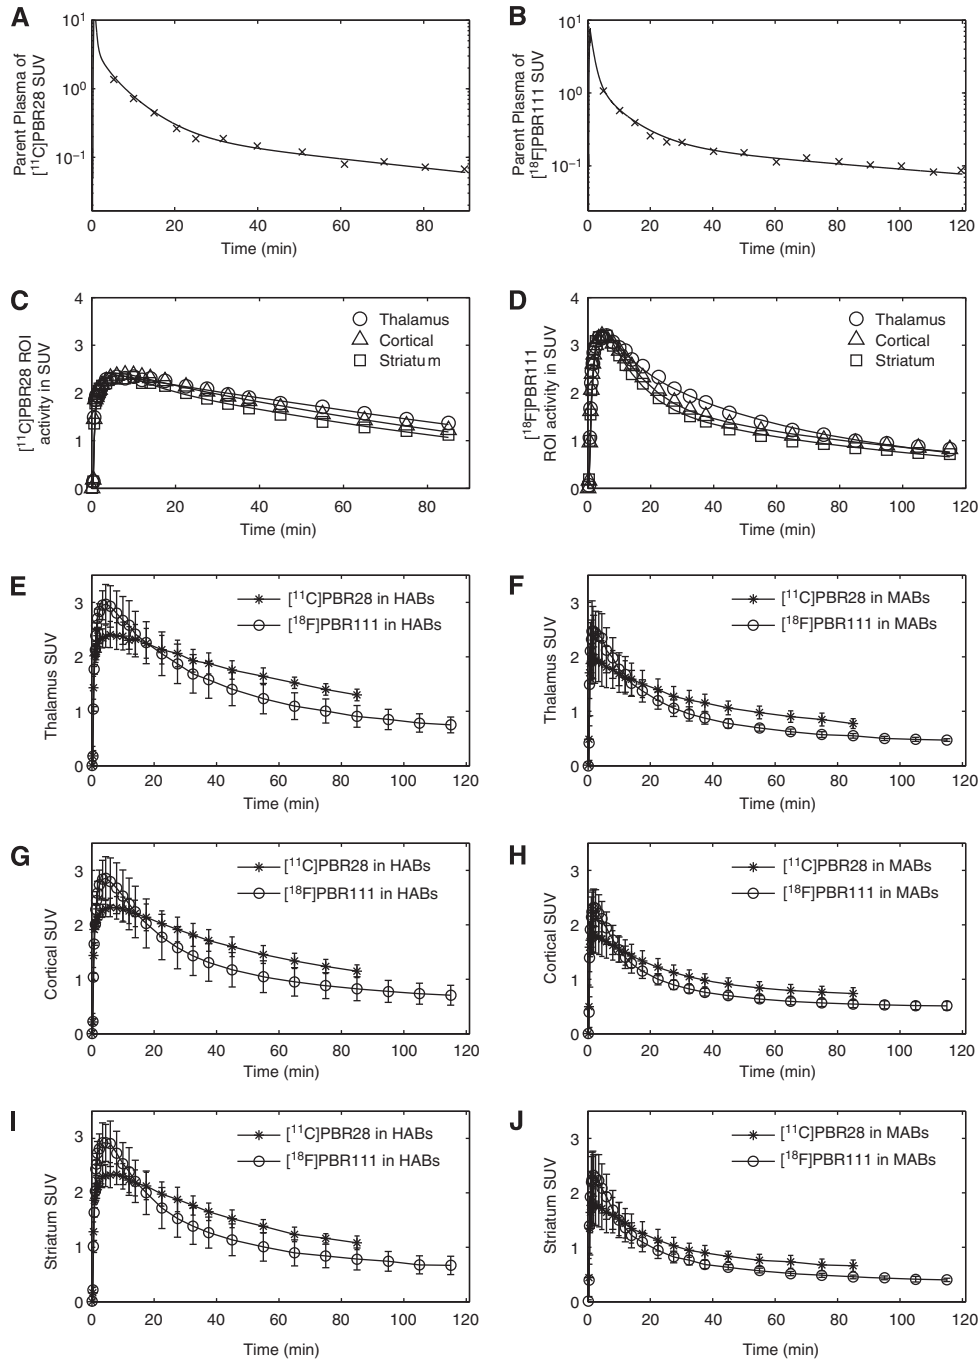 A
Parent Plasma of
[¹¹C]PBR28 SUV
10¹
10⁰
10⁻¹
0 20 40 60 80
Time (min)
B
Parent Plasma of
[¹⁸F]PBR111 SUV
10¹
10⁰
10⁻¹
0 20 40 60 80 100 120
Time (min)
C
[¹¹C]PBR28 ROI
activity in SUV
4
3
2
1
0
Thalamus
Cortical
Striatum
0 20 40 60 80
Time (min)
D
[¹⁸F]PBR111
ROI activity in SUV
4
3
2
1
0
Thalamus
Cortical
Striatum
0 20 40 60 80 100 120
Time (min)
E
Thalamus SUV
3
2
1
0
[¹¹C]PBR28 in HABs
[¹⁸F]PBR111 in HABs
0 20 40 60 80 100 120
Time (min)
F
Thalamus SUV
3
2
1
0
[¹¹C]PBR28 in MABs
[¹⁸F]PBR111 in MABs
0 20 40 60 80 100 120
Time (min)
G
Cortical SUV
3
2
1
0
[¹¹C]PBR28 in HABs
[¹⁸F]PBR111 in HABs
0 20 40 60 80 100 120
Time (min)
H
Cortical SUV
3
2
1
0
[¹¹C]PBR28 in MABs
[¹⁸F]PBR111 in MABs
0 20 40 60 80 100 120
Time (min)
I
Striatum SUV
3
2
1
0
[¹¹C]PBR28 in HABs
[¹⁸F]PBR111 in HABs
0 20 40 60 80 100 120
Time (min)
J
Striatum SUV
3
2
1
0
[¹¹C]PBR28 in MABs
[¹⁸F]PBR111 in MABs
0 20 40 60 80 100 120
Time (min)